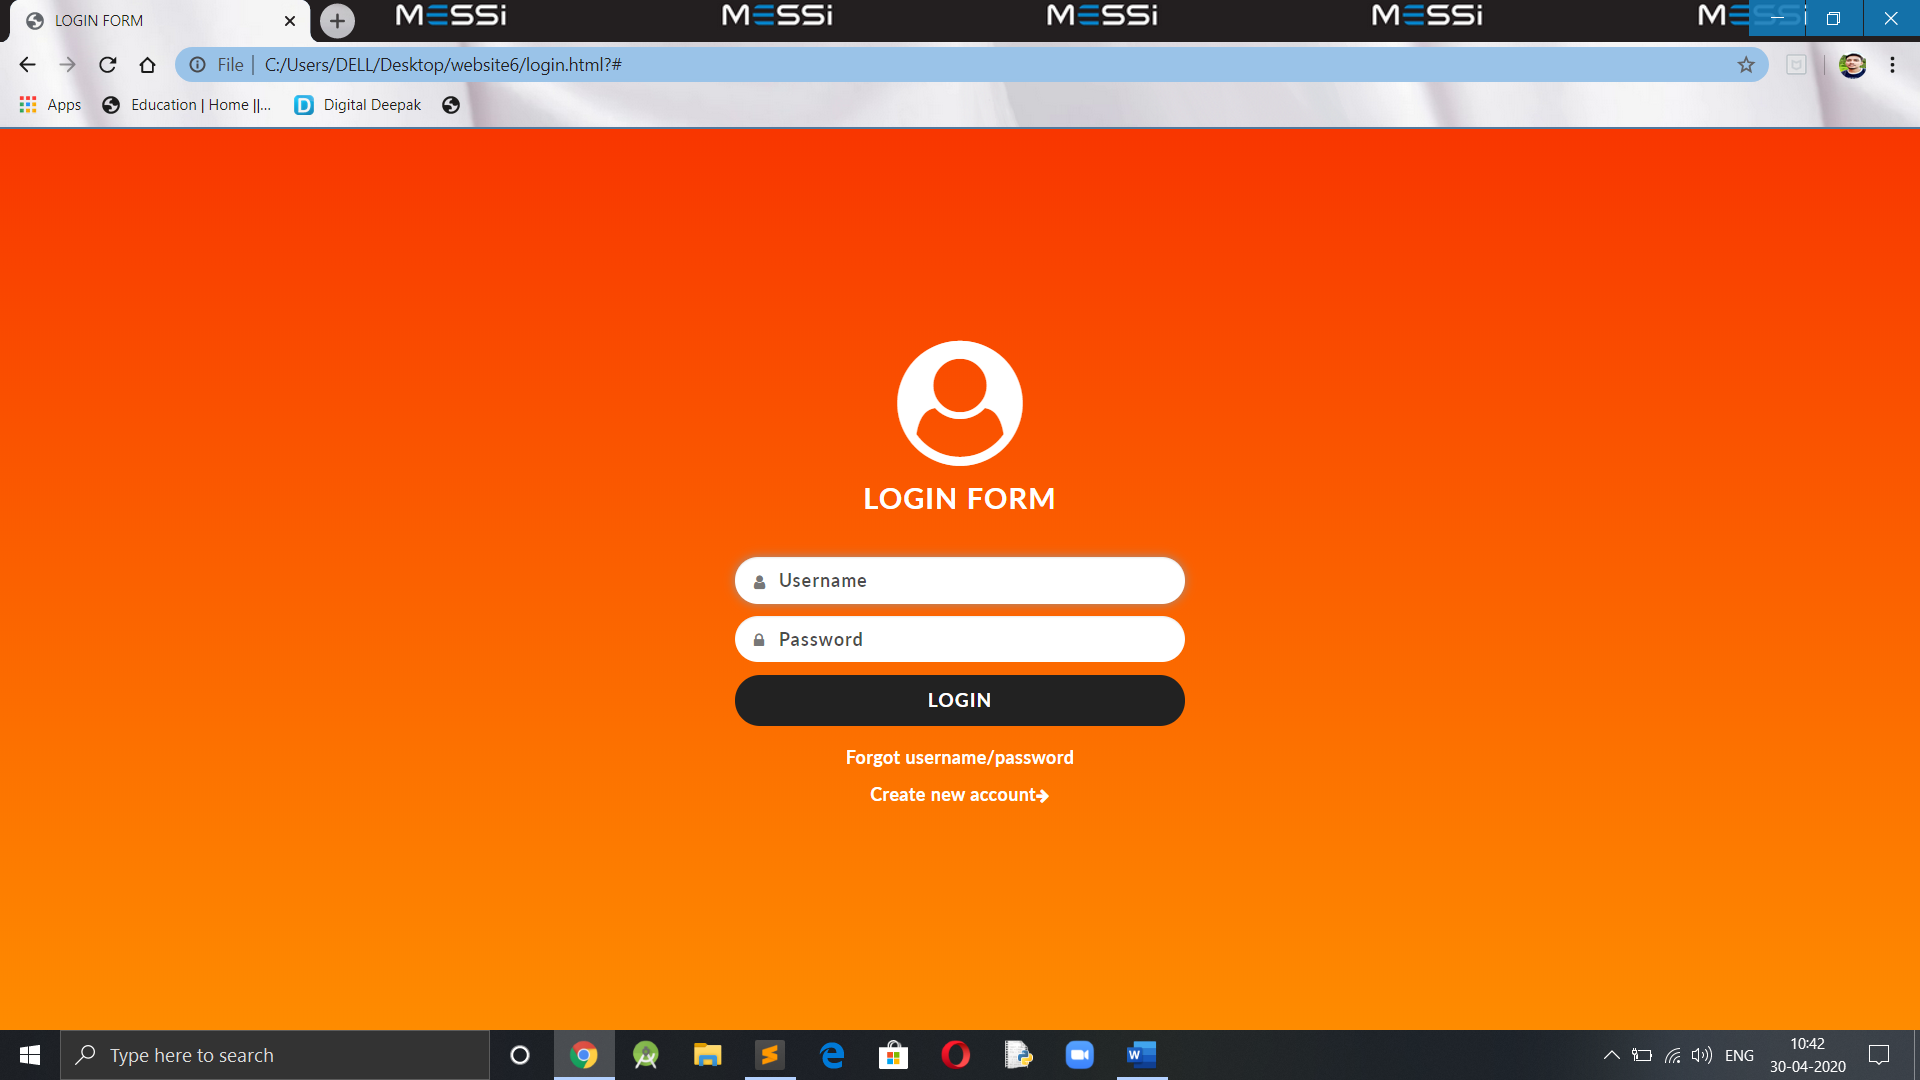 LOGIN FORM
MESSi MESSi MESSi MESSi MESSi
File C:/Users/DELL/Desktop/website6/login.html?#
Apps Education | Home ||... Digital Deepak
LOGIN FORM
Username
Password
LOGIN
Forgot username/password
Create new account
Type here to search
ENG
10:42
30-04-2020